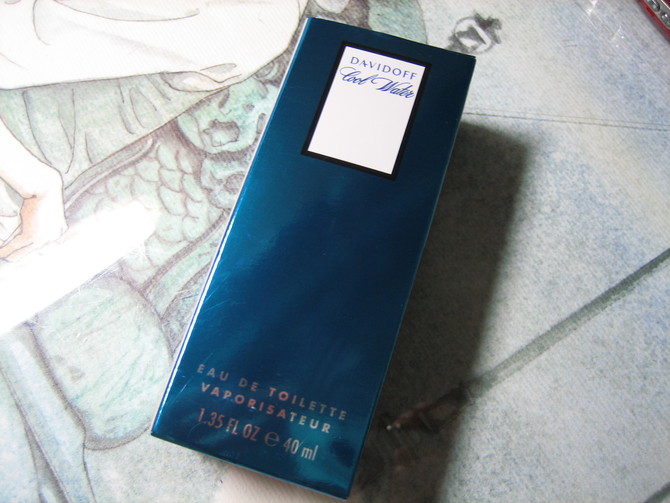 DAVIDOFF
Cool Water
EAU DE TOILETTE
VAPORISATEUR
1.35 FL OZ ℮ 40 ml